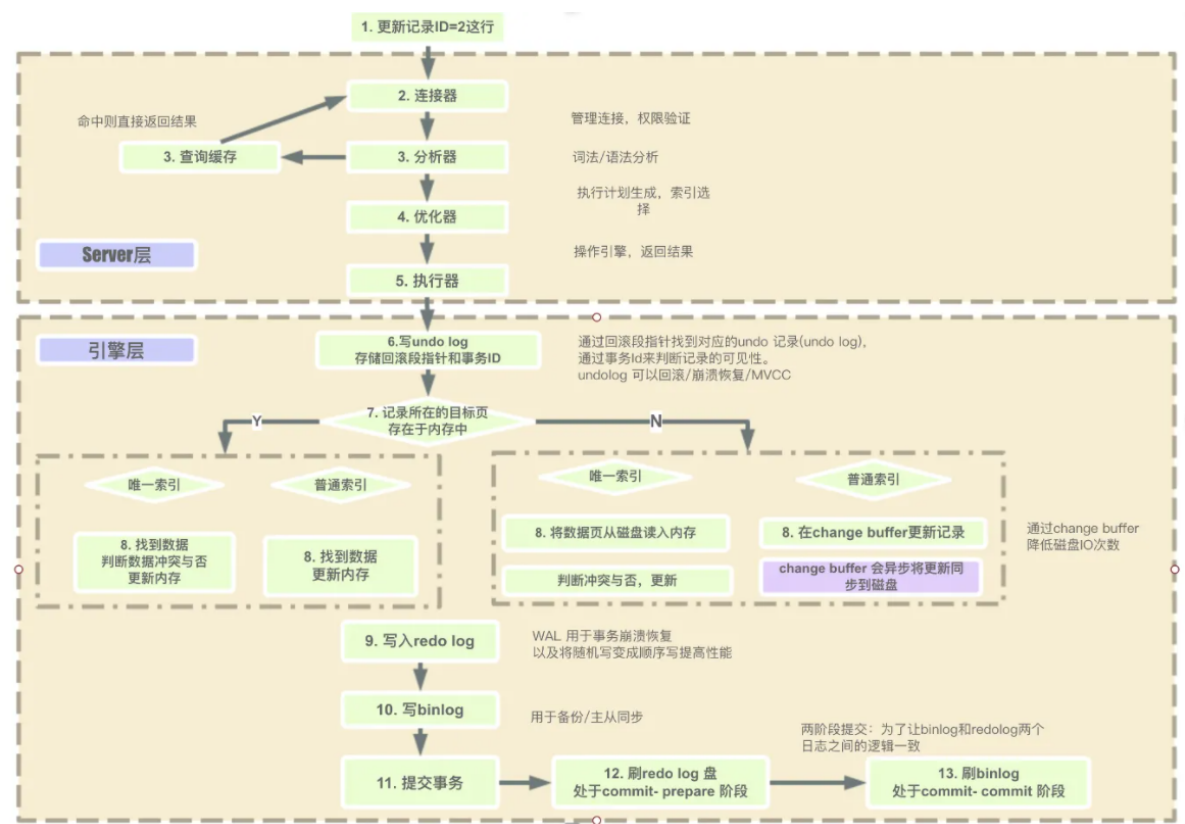 1. 更新记录ID=2这行
2. 连接器
命中则直接返回结果
管理连接，权限验证
3. 查询缓存
3. 分析器
词法/语法分析
执行计划生成，索引选
择
4. 优化器
Server层
操作引擎，返回结果
5. 执行器
引擎层
6.写undo log
存储回滚段指针和事务ID
通过回滚段指针找到对应的undo 记录(undo log)，
通过事务Id来判断记录的可见性。
undolog 可以回滚/崩溃恢复/MVCC
7. 记录所在的目标页
存在于内存中
Y
N
唯一索引
普通索引
唯一索引
普通索引
8. 找到数据
判断数据冲突与否
更新内存
8. 找到数据
更新内存
8. 将数据页从磁盘读入内存
判断冲突与否，更新
8. 在change buffer更新记录
change buffer 会异步将更新同
步到磁盘
通过change buffer
降低磁盘IO次数
9. 写入redo log
WAL 用于事务崩溃恢复
以及将随机写变成顺序写提高性能
10. 写binlog
用于备份/主从同步
两阶段提交：为了让binlog和redolog两个
日志之间的逻辑一致
11. 提交事务
12. 刷redo log 盘
处于commit- prepare 阶段
13. 刷binlog
处于commit- commit 阶段